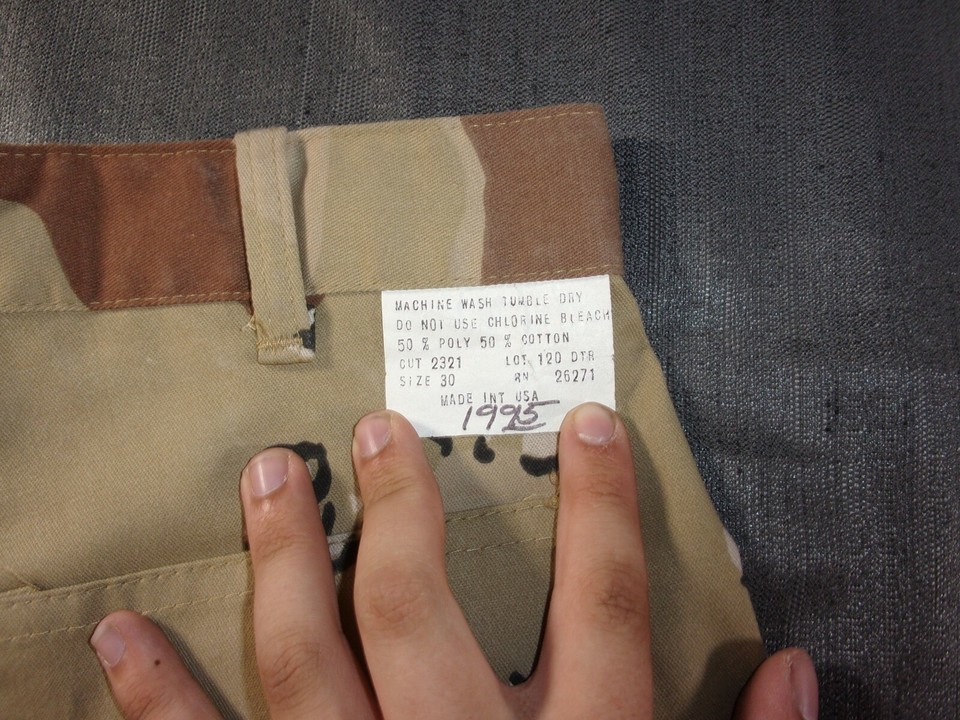 MACHINE WASH TUMBLE DRY
DO NOT USE CHLORINE BLEACH
50 % POLY 50 % COTTON
CUT 2321 LOT 120 DTR
SIZE 30 RN 26271
MADE INT USA
1995